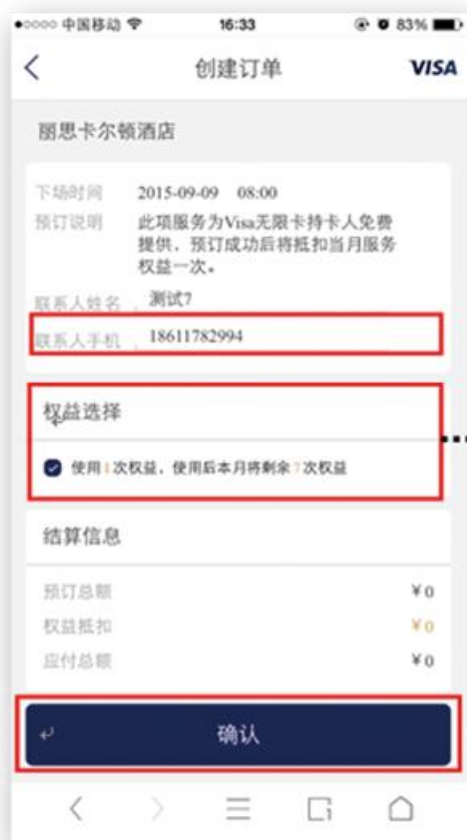 中国移动 16:33 83%
创建订单 VISA
丽思卡尔顿酒店
下场时间 2015-09-09 08:00
预订说明 此项服务为Visa无限卡持卡人免费
提供，预订成功后将抵扣当月服务
权益一次。
联系人姓名 测试7
联系人手机 18611782994
权益选择
使用1次权益，使用后本月将剩余7次权益
结算信息
预订总额 ¥0
权益抵扣 ¥0
应付总额 ¥0
确认